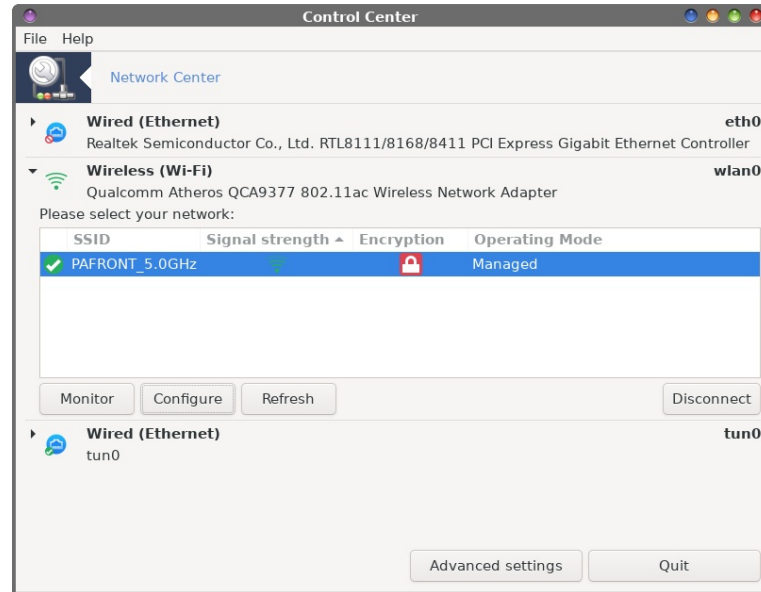 Control Center
File Help
Network Center
Wired (Ethernet) eth0
Realtek Semiconductor Co., Ltd. RTL8111/8168/8411 PCI Express Gigabit Ethernet Controller
Wireless (Wi-Fi) wlan0
Qualcomm Atheros QCA9377 802.11ac Wireless Network Adapter
Please select your network:
SSID Signal strength Encryption Operating Mode
PAFRONT_5.0GHz Managed
Monitor Configure Refresh Disconnect
Wired (Ethernet) tun0
tun0
Advanced settings Quit